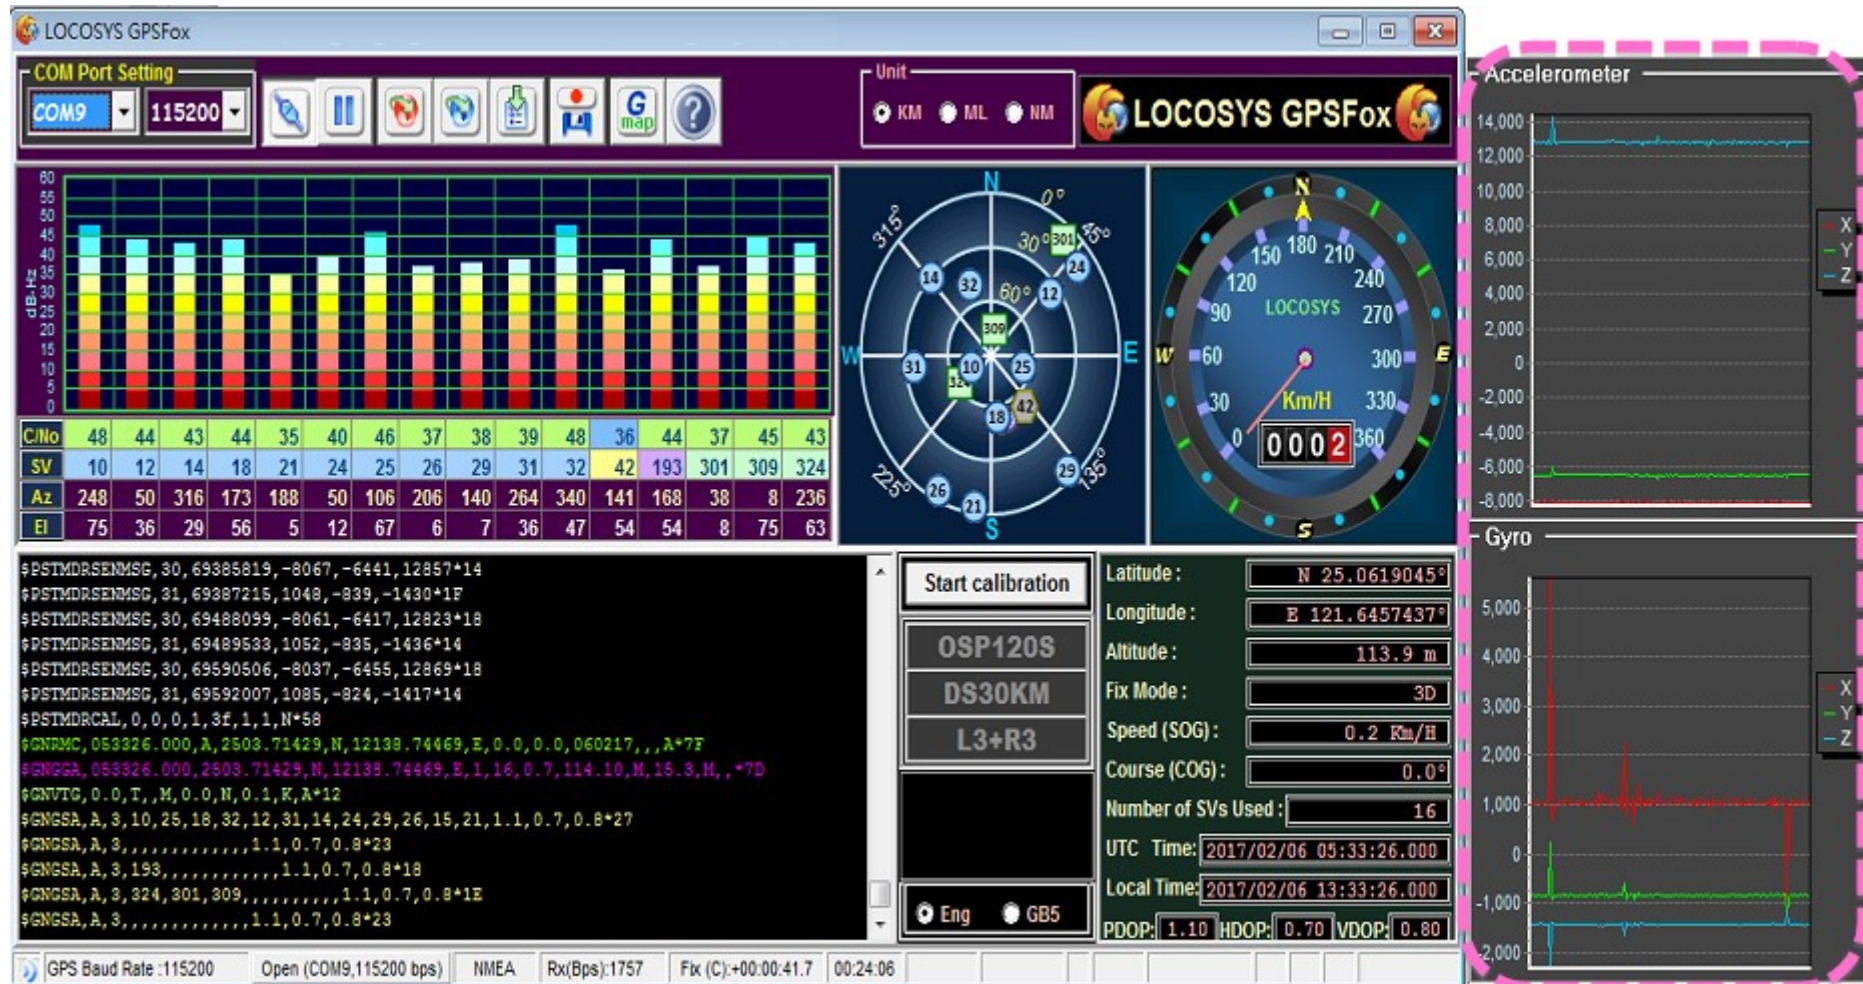 LOCOSYS GPSFox
COM Port Setting
COM9 115200
G map
?
Unit
KM ML NM
LOCOSYS GPSFox
60
55
50
45
40
35
30
25
20
15
10
5
0
dB-Hz
C/No 48 44 43 44 35 40 46 37 38 39 48 36 44 37 45 43
SV 10 12 14 18 21 24 25 26 29 31 32 42 193 301 309 324
Az 248 50 316 173 188 50 106 206 140 264 340 141 168 38 8 236
El 75 36 29 56 5 12 67 6 7 36 47 54 54 8 75 63
N
0°
315° 30° 301 45°
24
14 32 60° 12
309
W E
31 10 25
42
18
29
225° 26 21 135°
S
N
150 180 210
120 240
90 LOCOSYS 270
W 60 300 E
30 Km/H 330
0 0002 360
S
$PSTMDRSENMSG,30,69385819,-8067,-6441,12857*14
$PSTMDRSENMSG,31,69387215,1048,-839,-1430*1F
$PSTMDRSENMSG,30,69488099,-8061,-6417,12823*18
$PSTMDRSENMSG,31,69489533,1052,-835,-1436*14
$PSTMDRSENMSG,30,69590506,-8037,-6455,12869*18
$PSTMDRSENMSG,31,69592007,1085,-824,-1417*14
$PSTMDRCAL,0,0,0,1,3f,1,1,N*58
$GNRMC,053326.000,A,2503.71429,N,12138.74469,E,0.0,0.0,060217,,,A*7F
$GNGGA,053326.000,2503.71429,N,12138.74469,E,1,16,0.7,114.10,M,15.3,M,,*7D
$GNVTG,0.0,T,,M,0.0,N,0.1,K,A*12
$GNGSA,A,3,10,25,18,32,12,31,14,24,29,26,15,21,1.1,0.7,0.8*27
$GNGSA,A,3,,,,,,,,,,,,,1.1,0.7,0.8*23
$GNGSA,A,3,193,,,,,,,,,,,,1.1,0.7,0.8*18
$GNGSA,A,3,324,301,309,,,,,,,,,,1.1,0.7,0.8*1E
$GNGSA,A,3,,,,,,,,,,,,,1.1,0.7,0.8*23
Start calibration
OSP120S
DS30KM
L3+R3
Eng GB5
Latitude : N 25.0619045°
Longitude : E 121.6457437°
Altitude : 113.9 m
Fix Mode : 3D
Speed (SOG) : 0.2 Km/H
Course (COG) : 0.0°
Number of SVs Used : 16
UTC Time: 2017/02/06 05:33:26.000
Local Time: 2017/02/06 13:33:26.000
PDOP: 1.10 HDOP: 0.70 VDOP: 0.80
GPS Baud Rate :115200 Open (COM9,115200 bps) NMEA Rx(Bps):1757 Fix (C):+00:00:41.7 00:24:06
Accelerometer
14,000
12,000
10,000
8,000
6,000
4,000
2,000
0
-2,000
-4,000
-6,000
-8,000
X
Y
Z
Gyro
5,000
4,000
3,000
2,000
1,000
0
-1,000
-2,000
X
Y
Z